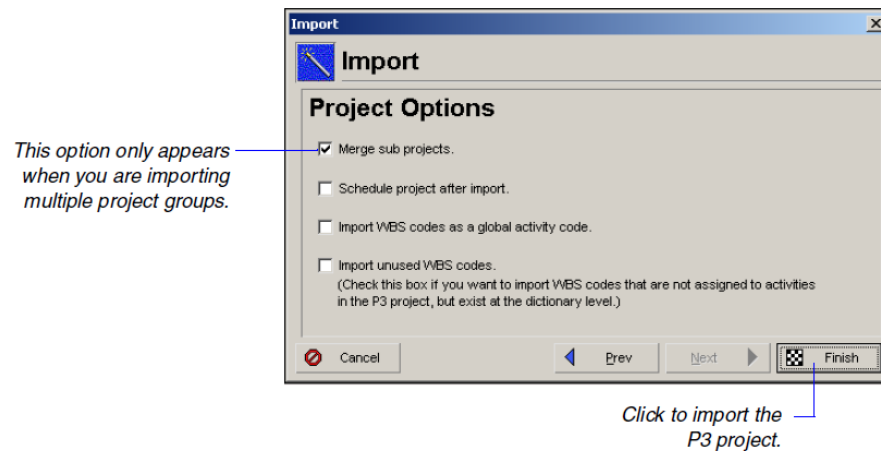 Import
Import
Project Options
This option only appears
when you are importing
multiple project groups.
Merge sub projects.
Schedule project after import.
Import WBS codes as a global activity code.
Import unused WBS codes.
(Check this box if you want to import WBS codes that are not assigned to activities
in the P3 project, but exist at the dictionary level.)
Cancel
Prev
Next
Finish
Click to import the
P3 project.